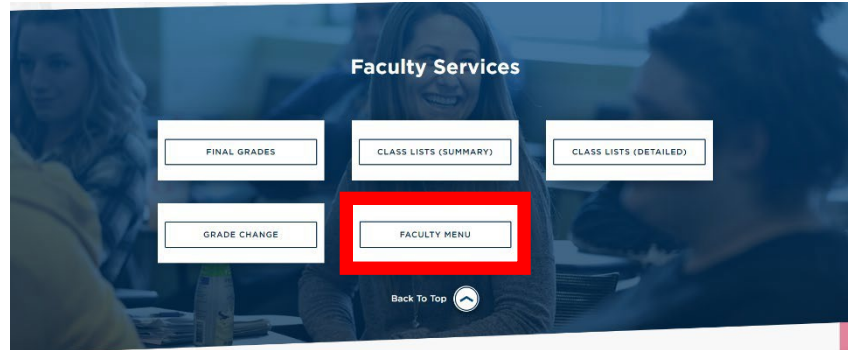 Faculty Services
FINAL GRADES
CLASS LISTS (SUMMARY)
CLASS LISTS (DETAILED)
GRADE CHANGE
FACULTY MENU
Back To Top